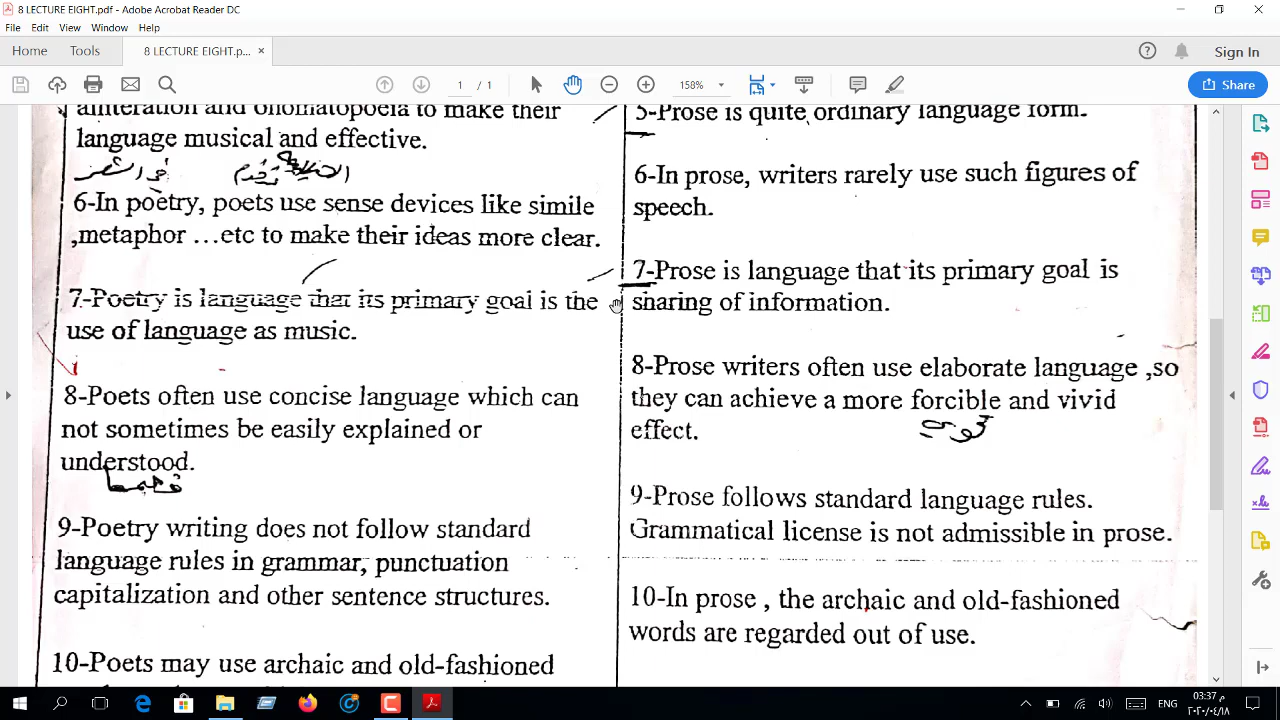 8 LECTURE EIGHT.pdf - Adobe Acrobat Reader DC
File Edit View Window Help
Home Tools 8 LECTURE EIGHT.p... × Sign In
1 / 1 158% Share
alliteration and onomatopoeia to make their
language musical and effective.
في الشعر
6-In poetry, poets use sense devices like simile
,metaphor …etc to make their ideas more clear.
7-Poetry is language that its primary goal is the
use of language as music.
8-Poets often use concise language which can
not sometimes be easily explained or
understood.
9-Poetry writing does not follow standard
language rules in grammar, punctuation
capitalization and other sentence structures.
10-Poets may use archaic and old-fashioned
5-Prose is quite ordinary language form.
6-In prose, writers rarely use such figures of
speech.
7-Prose is language that its primary goal is
sharing of information.
8-Prose writers often use elaborate language ,so
they can achieve a more forcible and vivid
effect.
9-Prose follows standard language rules.
Grammatical license is not admissible in prose.
10-In prose , the archaic and old-fashioned
words are regarded out of use.
ENG 03:37 م
٢٠٢٠/٠٤/١٨